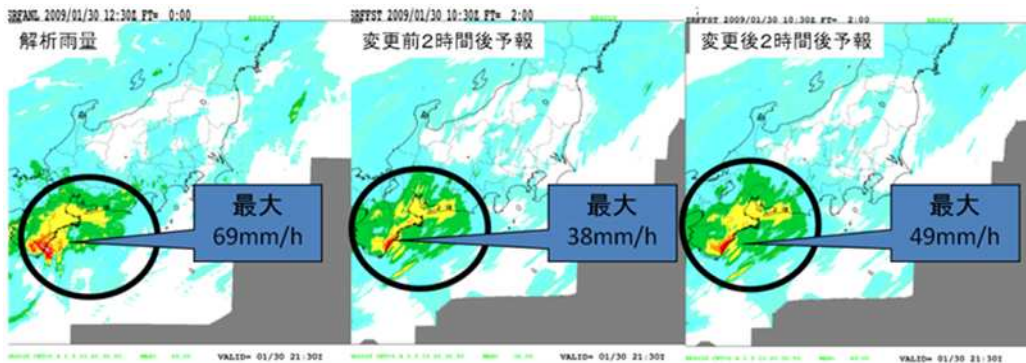 SRFANL 2009/01/30 12:30Z FT= 0:00
解析雨量
最大
69mm/h
VALID= 01/30 21:30I
SRFFST 2009/01/30 10:30Z FT= 2:00
変更前2時間後予報
最大
38mm/h
VALID= 01/30 21:30I
SRFFST 2009/01/30 10:30Z FT= 2:00
変更後2時間後予報
最大
49mm/h
VALID= 01/30 21:30I